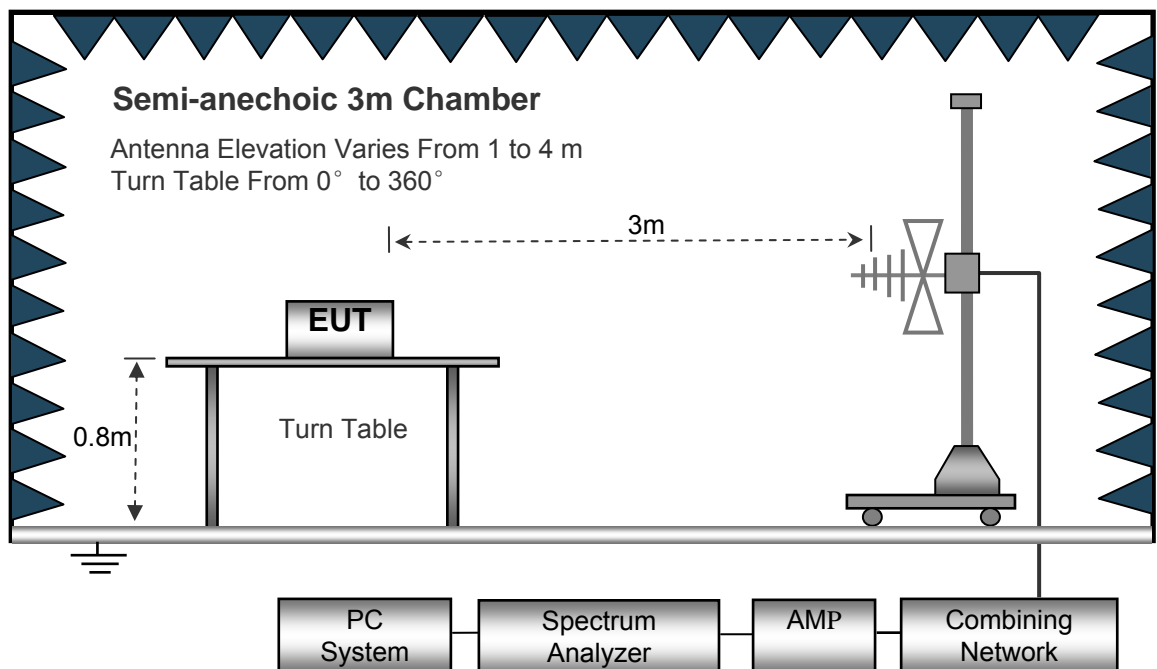 Semi-anechoic 3m Chamber
Antenna Elevation Varies From 1 to 4 m
Turn Table From 0° to 360°
3m
EUT
0.8m
Turn Table
PC
System
Spectrum
Analyzer
AMP
Combining
Network